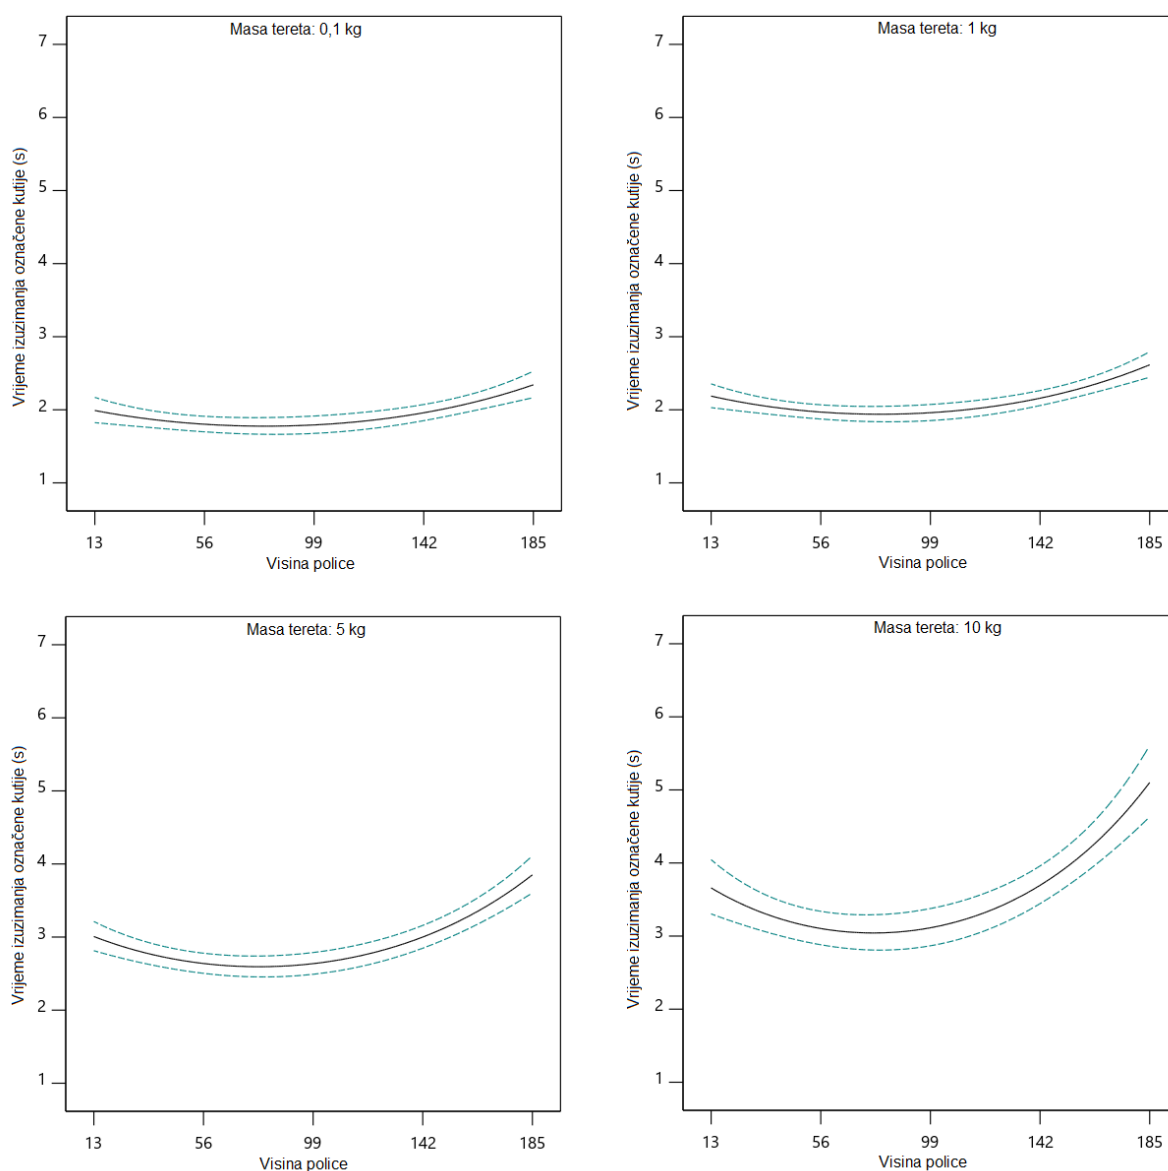 Masa tereta: 0,1 kg
7
6
5
4
3
2
1
Vrijeme izuzimanja označene kutije (s)
13 56 99 142 185
Visina police
Masa tereta: 1 kg
7
6
5
4
3
2
1
Vrijeme izuzimanja označene kutije (s)
13 56 99 142 185
Visina police
Masa tereta: 5 kg
7
6
5
4
3
2
1
Vrijeme izuzimanja označene kutije (s)
13 56 99 142 185
Visina police
Masa tereta: 10 kg
7
6
5
4
3
2
1
Vrijeme izuzimanja označene kutije (s)
13 56 99 142 185
Visina police